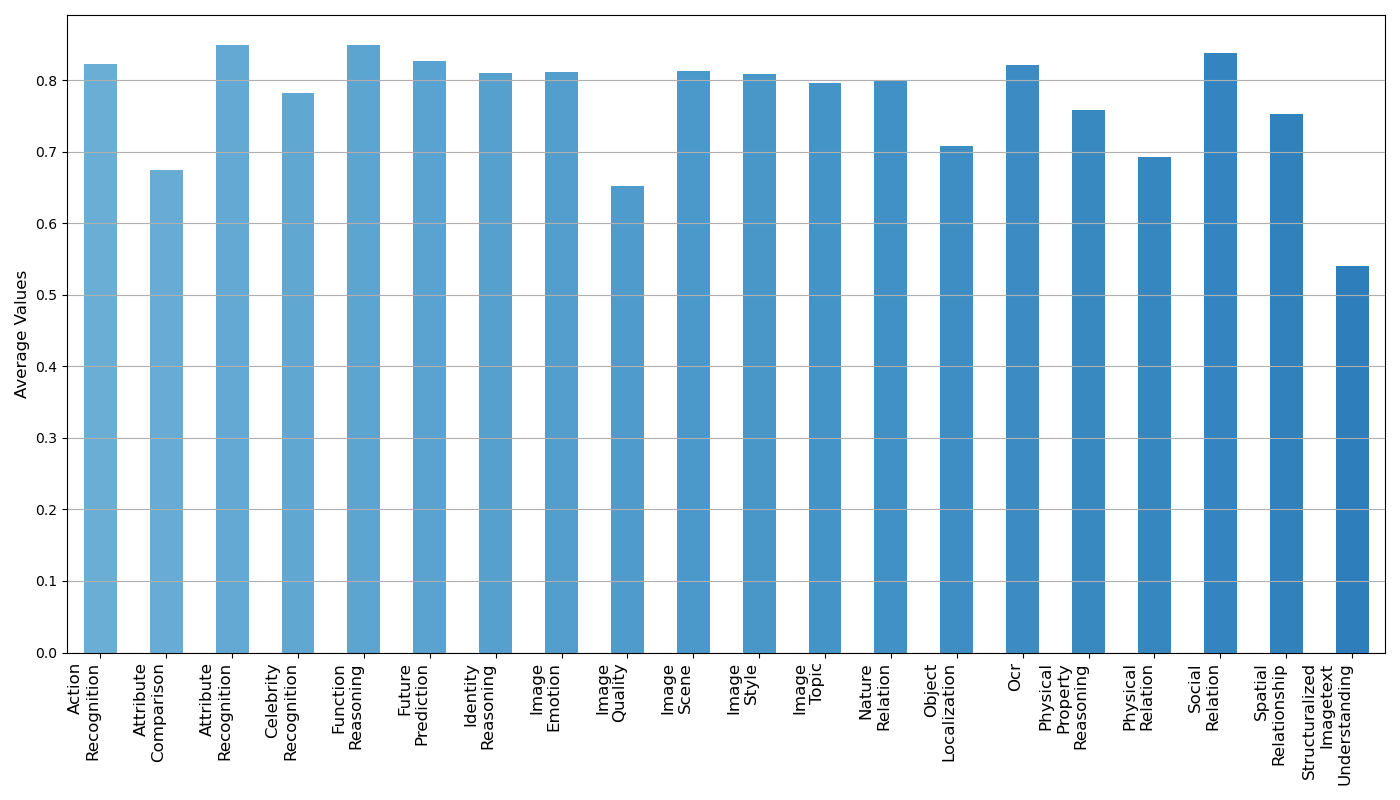 Average Values
0.8
0.7
0.6
0.5
0.4
0.3
0.2
0.1
0.0
Action
Recognition
Attribute
Comparison
Attribute
Recognition
Celebrity
Recognition
Function
Reasoning
Future
Prediction
Identity
Reasoning
Image
Emotion
Image
Quality
Image
Scene
Image
Style
Image
Topic
Nature
Relation
Object
Localization
Ocr
Physical
Property
Reasoning
Physical
Relation
Social
Relation
Spatial
Relationship
Structuralized
Imagetext
Understanding